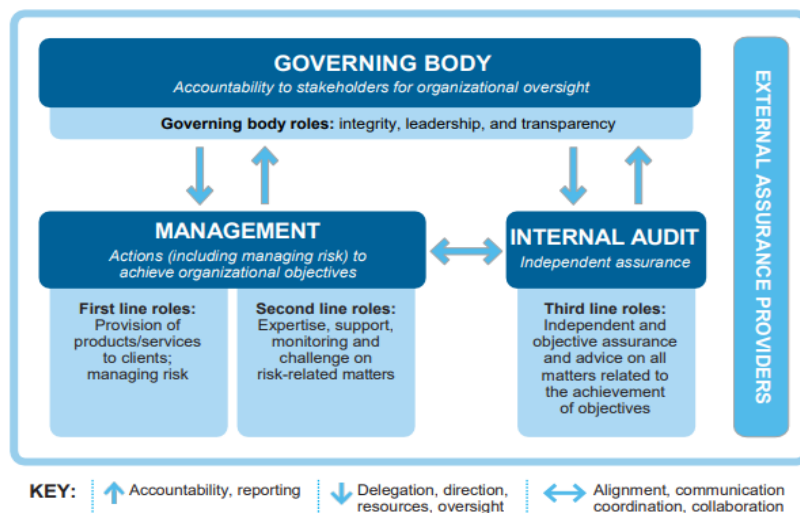 GOVERNING BODY
Accountability to stakeholders for organizational oversight
Governing body roles: integrity, leadership, and transparency
MANAGEMENT
Actions (including managing risk) to
achieve organizational objectives
First line roles:
Provision of
products/services
to clients;
managing risk
Second line roles:
Expertise, support,
monitoring and
challenge on
risk-related matters
INTERNAL AUDIT
Independent assurance
Third line roles:
Independent and
objective assurance
and advice on all
matters related to
the achievement
of objectives
EXTERNAL ASSURANCE PROVIDERS
KEY:
Accountability, reporting
Delegation, direction,
resources, oversight
Alignment, communication
coordination, collaboration